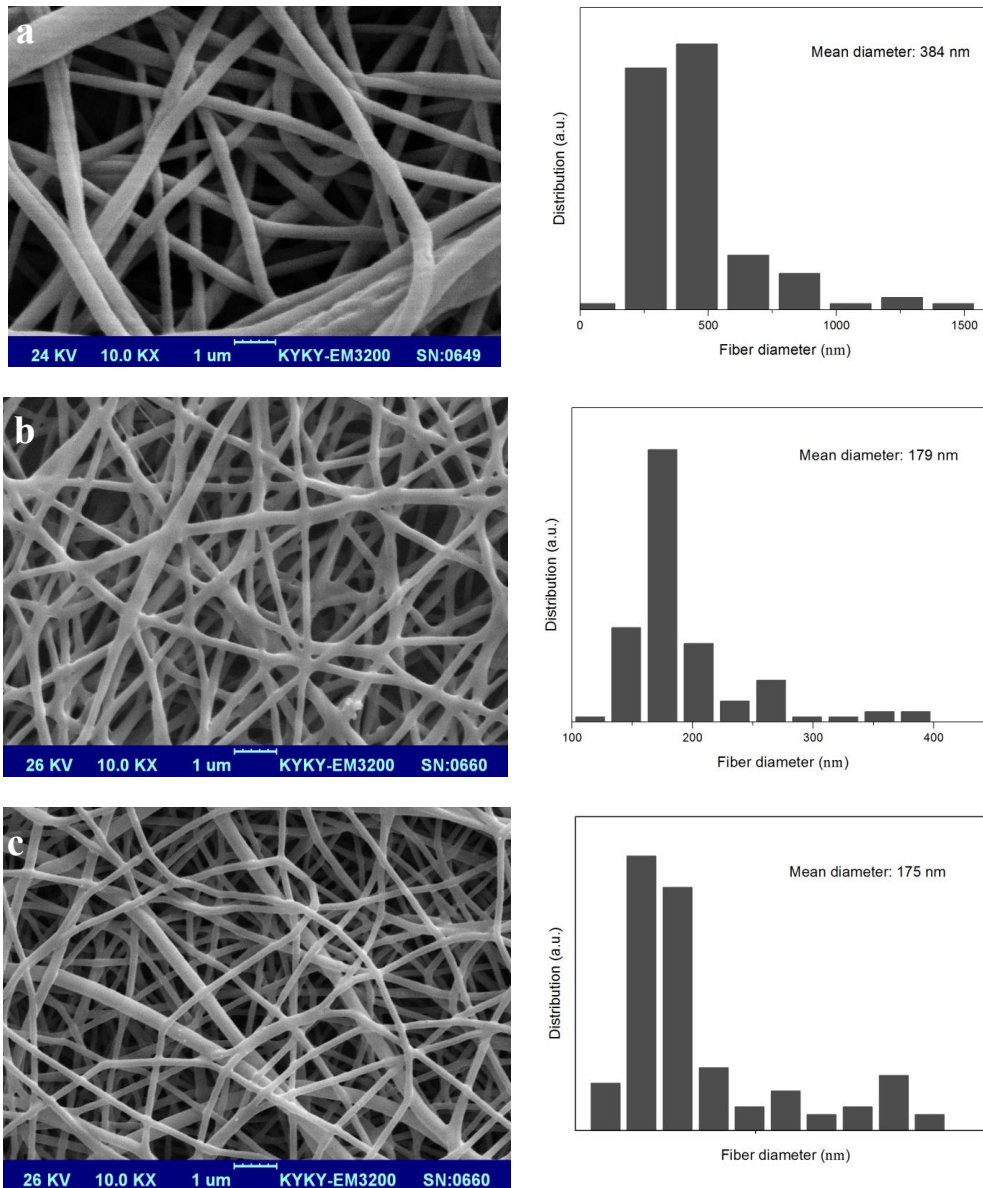 a
24 KV 10.0 KX 1 um KYKY-EM3200 SN:0649
Mean diameter: 384 nm
Distribution (a.u.)
0 500 1000 1500
Fiber diameter (nm)
b
26 KV 10.0 KX 1 um KYKY-EM3200 SN:0660
Mean diameter: 179 nm
Distribution (a.u.)
100 200 300 400
Fiber diameter (nm)
c
26 KV 10.0 KX 1 um KYKY-EM3200 SN:0660
Mean diameter: 175 nm
Distribution (a.u.)
Fiber diameter (nm)